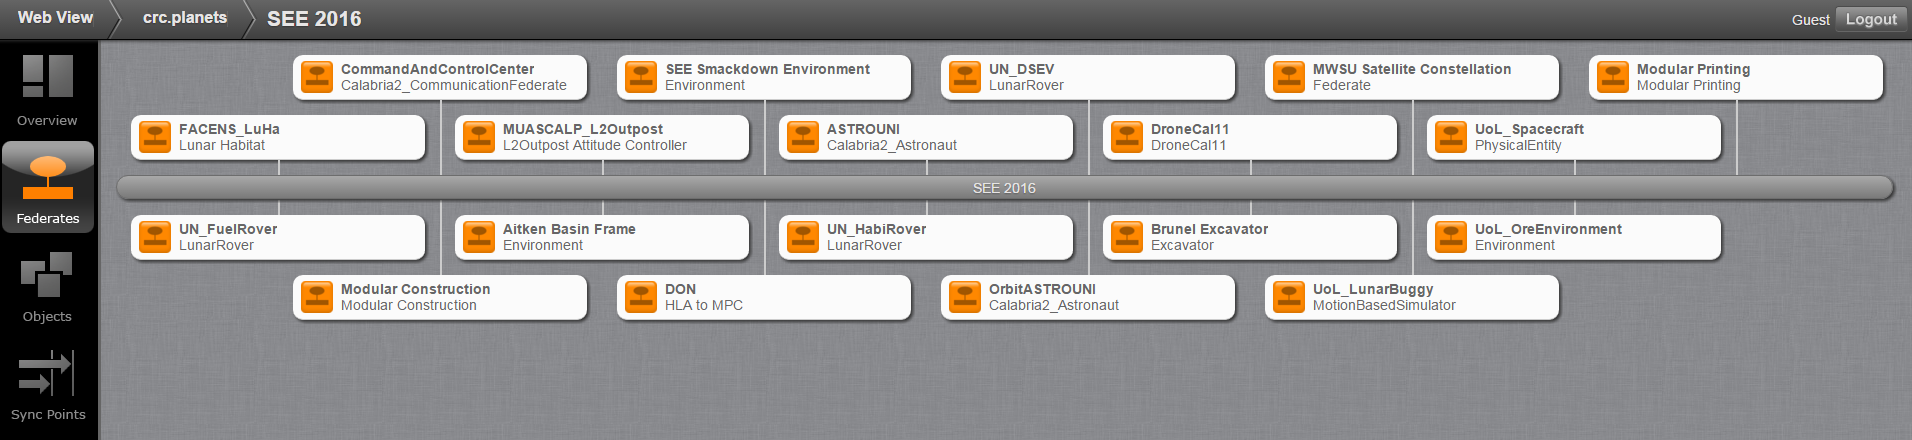 Web View
crc.planets
SEE 2016
Guest
Logout
Overview
Federates
Objects
Sync Points
CommandAndControlCenter
Calabria2_CommunicationFederate
SEE Smackdown Environment
Environment
UN_DSEV
LunarRover
MWSU Satellite Constellation
Federate
Modular Printing
Modular Printing
FACENS_LuHa
Lunar Habitat
MUASCALP_L2Outpost
L2Outpost Attitude Controller
ASTROUNI
Calabria2_Astronaut
DroneCal11
DroneCal11
UoL_Spacecraft
PhysicalEntity
SEE 2016
UN_FuelRover
LunarRover
Aitken Basin Frame
Environment
UN_HabiRover
LunarRover
Brunel Excavator
Excavator
UoL_OreEnvironment
Environment
Modular Construction
Modular Construction
DON
HLA to MPC
OrbitASTROUNI
Calabria2_Astronaut
UoL_LunarBuggy
MotionBasedSimulator